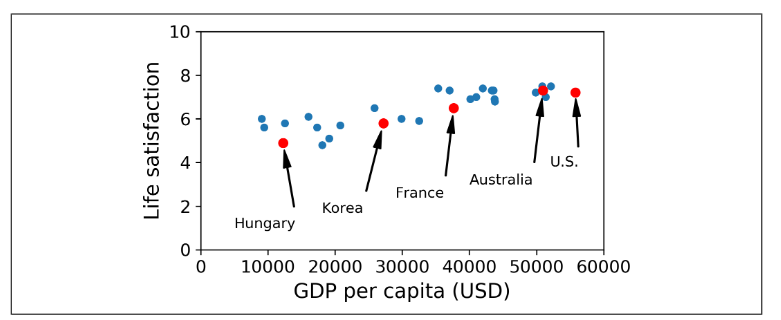 10
8
6
4
2
0
Life satisfaction
Hungary
Korea
France
Australia
U.S.
0 10000 20000 30000 40000 50000 60000
GDP per capita (USD)